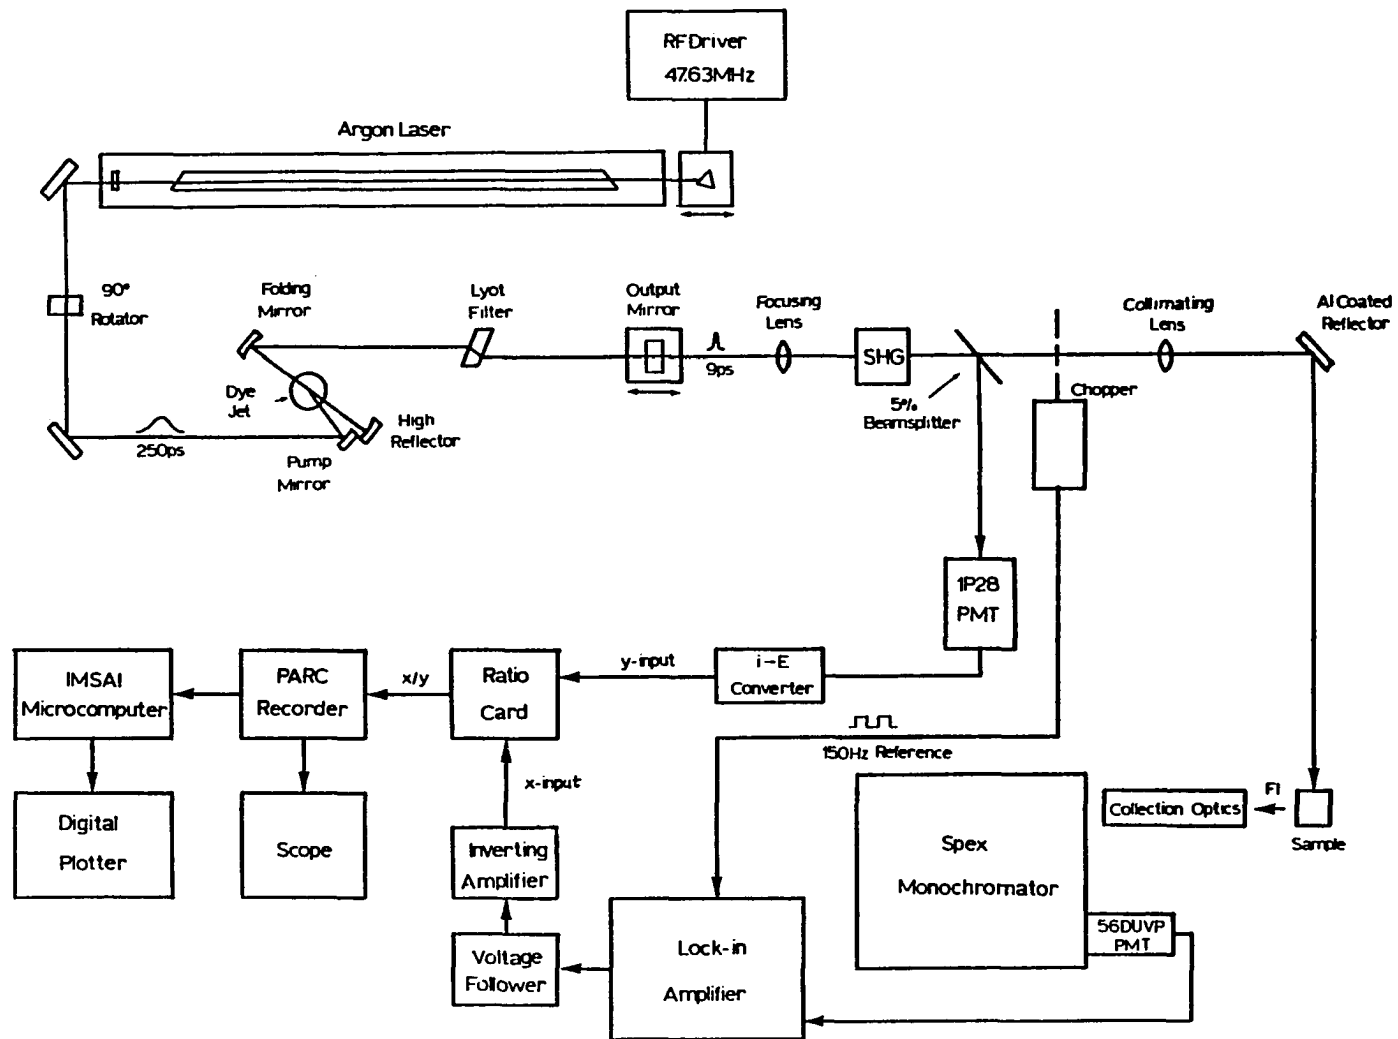 RF Driver
47.63MHz
Argon Laser
90°
Rotator
Folding
Mirror
Lyot
Filter
Output
Mirror
Focusing
Lens
Collimating
Lens
Al Coated
Reflector
9ps
SHG
Dye
Jet
High
Reflector
5%
Beamsplitter
Chopper
250ps
Pump
Mirror
1P28
PMT
IMSAI
Microcomputer
PARC
Recorder
x/y
Ratio
Card
y-input
i→E
Converter
150Hz Reference
x-input
Digital
Plotter
Scope
Inverting
Amplifier
Spex
Monochromator
Collection Optics
Fl
Sample
56DUVP
PMT
Voltage
Follower
Lock-in
Amplifier